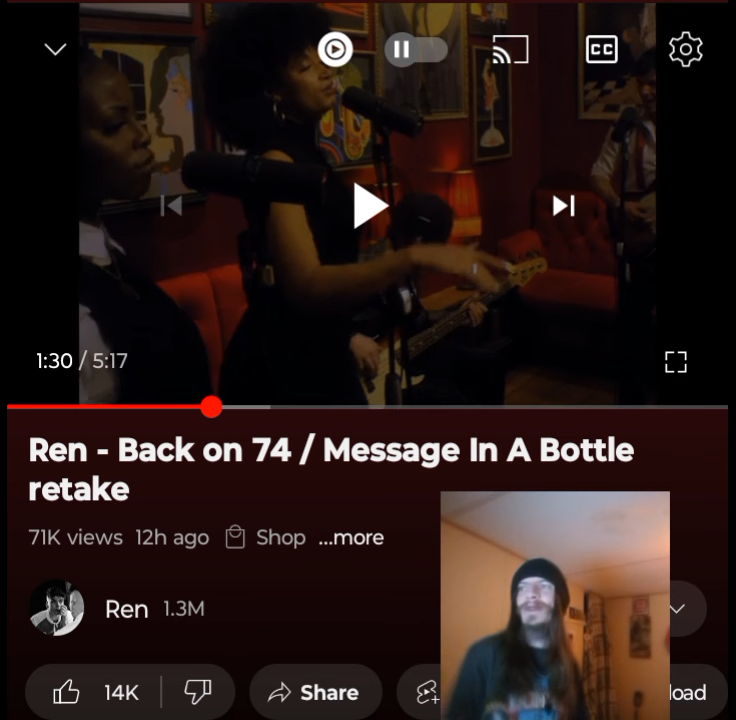 CC
1:30 / 5:17
Ren - Back on 74 / Message In A Bottle
retake
71K views 12h ago Shop ...more
Ren 1.3M
14K Share load